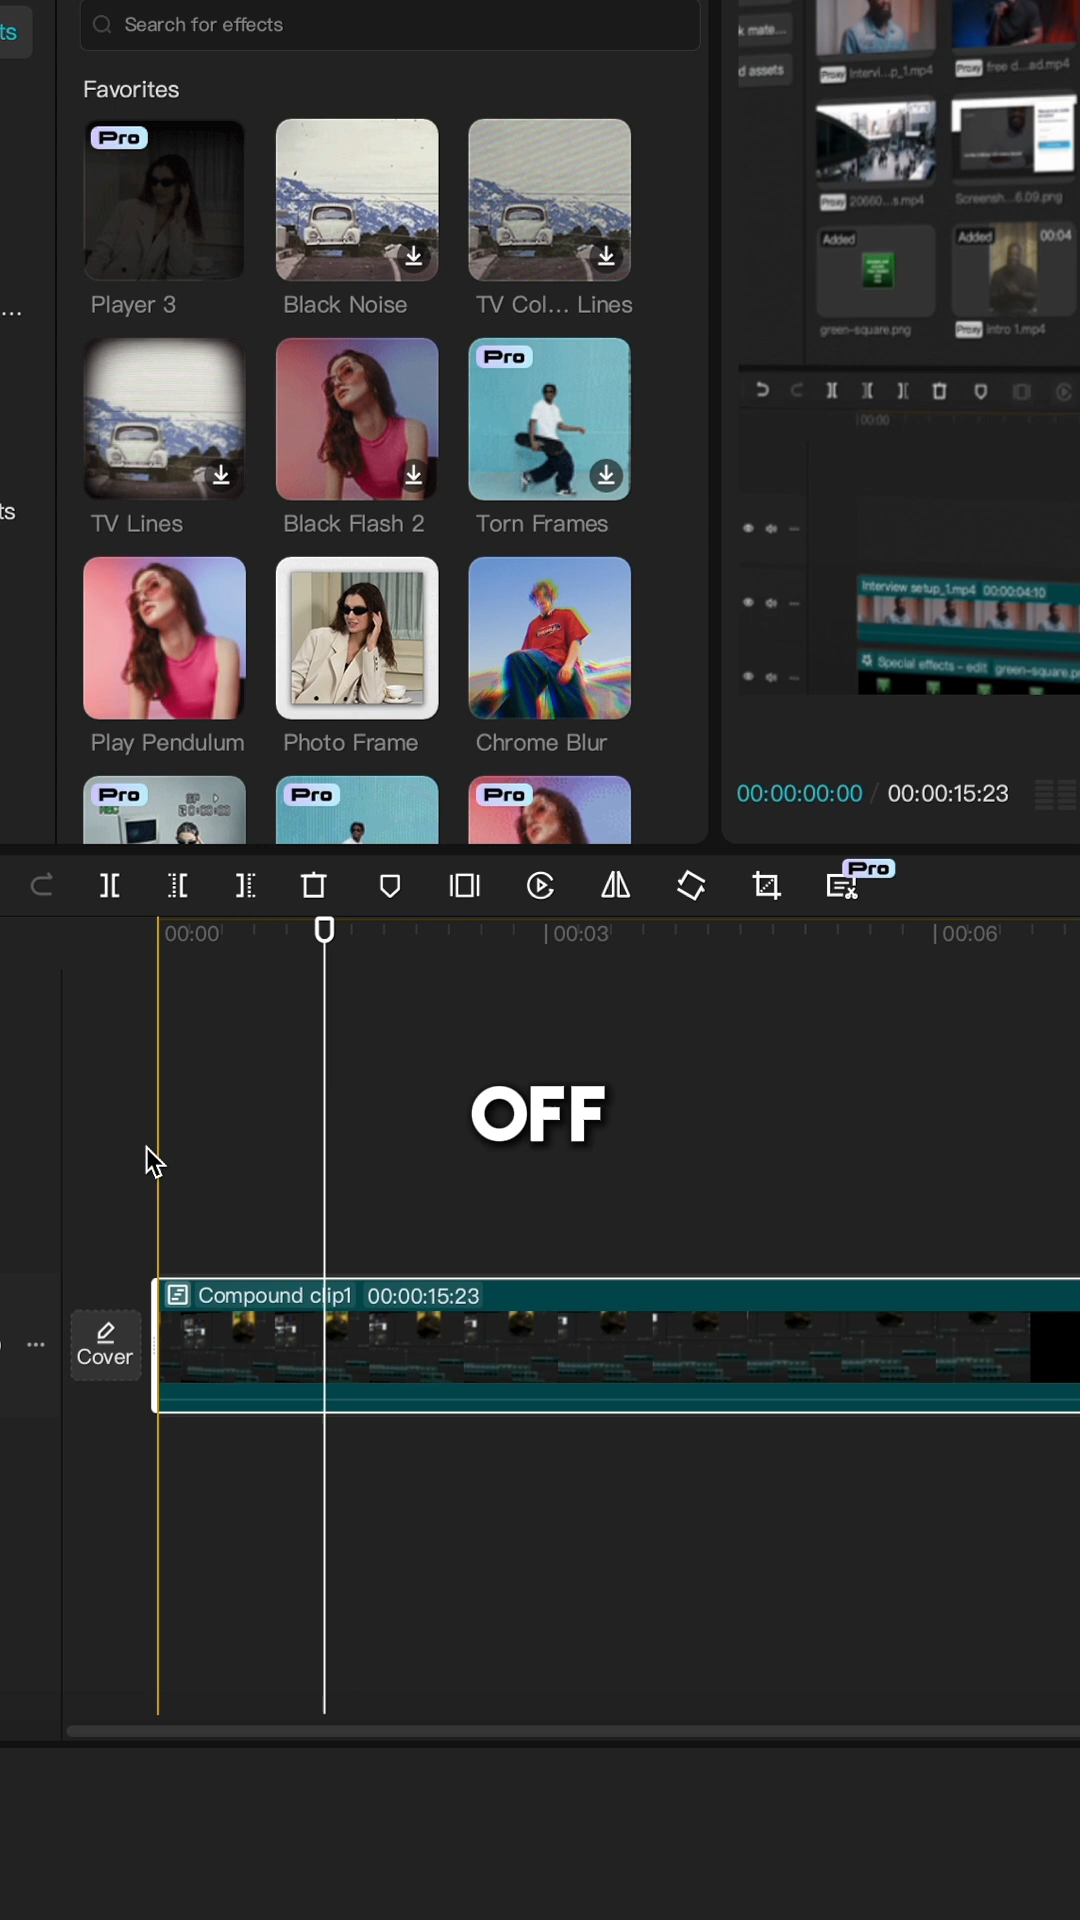 ts
Search for effects
Favorites
Pro
Player 3
Black Noise
TV Col... Lines
TV Lines
Black Flash 2
Pro
Torn Frames
Play Pendulum
Photo Frame
Chrome Blur
Pro
Pro
Pro
...
ts
k mate...
d assets
Proxy Intervi...p_1.mp4
Proxy free d...ad.mp4
Proxy 20660...s.mp4
Screensh...6.09.png
Added
green-square.png
Added 00:04
Proxy intro 1.mp4
00:00
Interview setup_1.mp4 00:00:04:10
Special effects – edit green-square.p
00:00:00:00 / 00:00:15:23
Pro
00:00
00:03
00:06
OFF
Compound clip1 00:00:15:23
Cover